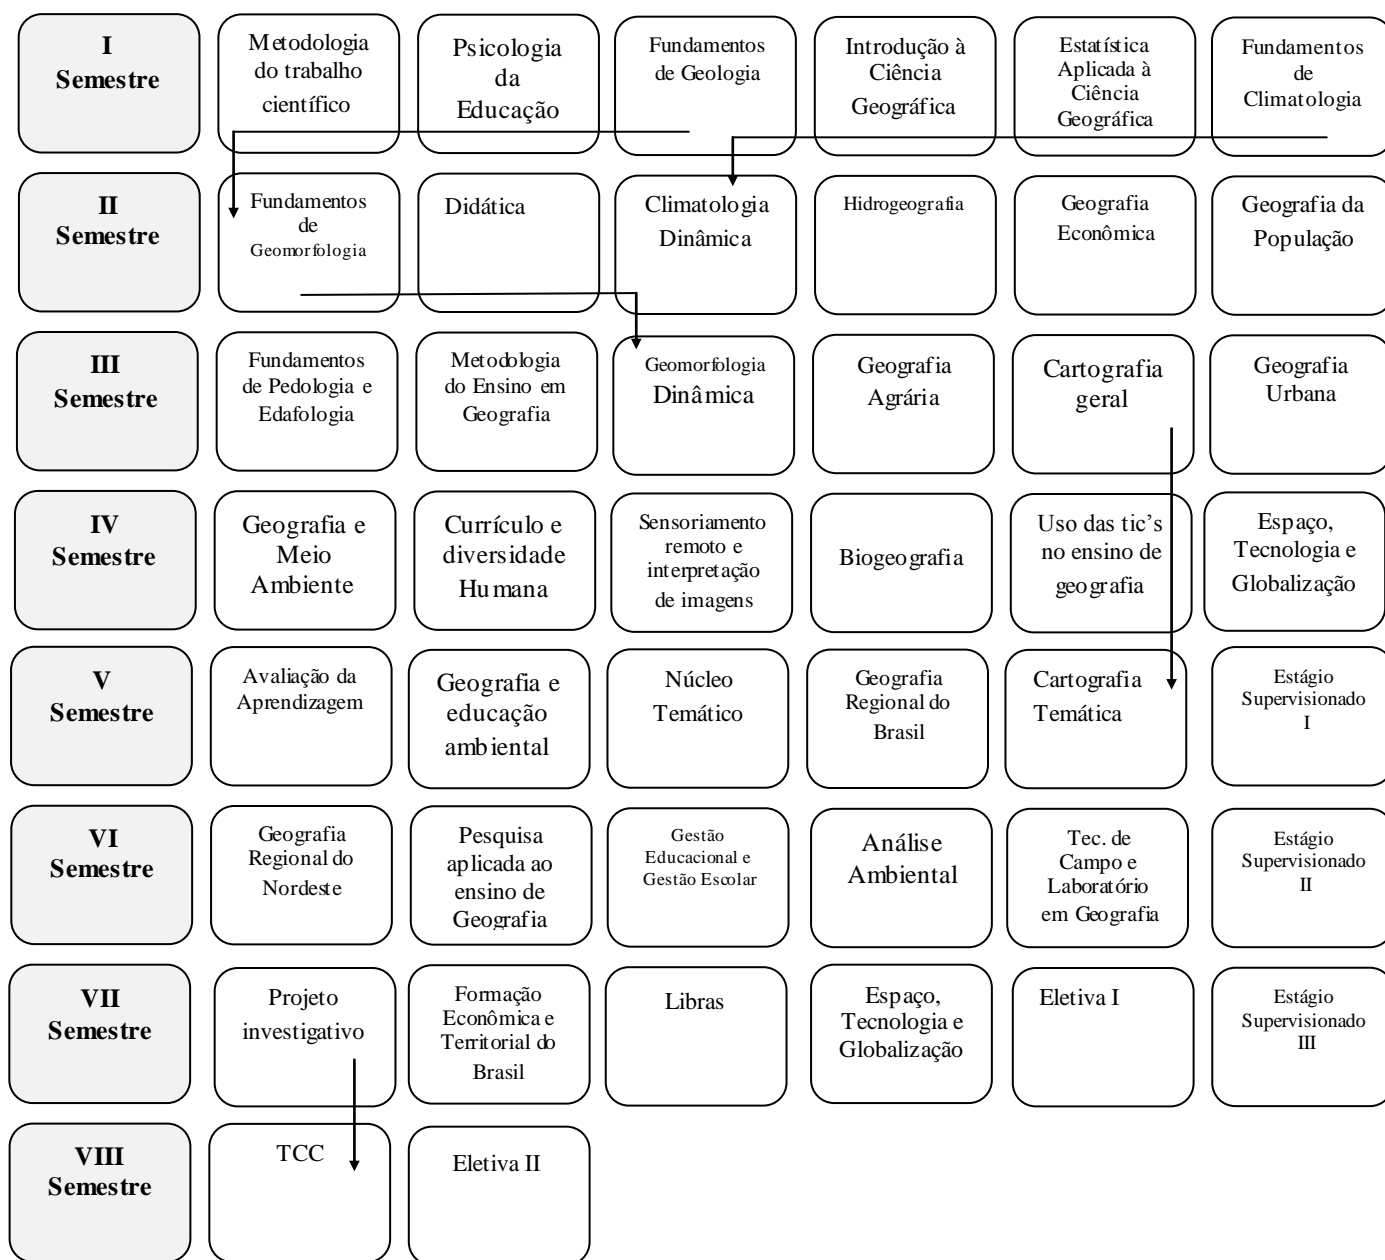 I
Semestre
Metodologia
do trabalho
científico
Psicologia
da
Educação
Fundamentos
de Geologia
Introdução à
Ciência
Geográfica
Estatística
Aplicada à
Ciência
Geográfica
Fundamentos
de
Climatologia
II
Semestre
Fundamentos
de
Geomorfologia
Didática
Climatologia
Dinâmica
Hidrogeografia
Geografia
Econômica
Geografia da
População
III
Semestre
Fundamentos
de Pedologia e
Edafologia
Metodologia
do Ensino em
Geografia
Geomorfologia
Dinâmica
Geografia
Agrária
Cartografia
geral
Geografia
Urbana
IV
Semestre
Geografia e
Meio
Ambiente
Currículo e
diversidade
Humana
Sensoriamento
remoto e
interpretação
de imagens
Biogeografia
Uso das tic's
no ensino de
geografia
Espaço,
Tecnologia e
Globalização
V
Semestre
Avaliação da
Aprendizagem
Geografia e
educação
ambiental
Núcleo
Temático
Geografia
Regional do
Brasil
Cartografia
Temática
Estágio
Supervisionado
I
VI
Semestre
Geografia
Regional do
Nordeste
Pesquisa
aplicada ao
ensino de
Geografia
Gestão
Educacional e
Gestão Escolar
Análise
Ambiental
Tec. de
Campo e
Laboratório
em Geografia
Estágio
Supervisionado
II
VII
Semestre
Projeto
investigativo
Formação
Econômica e
Territorial do
Brasil
Libras
Espaço,
Tecnologia e
Globalização
Eletiva I
Estágio
Supervisionado
III
VIII
Semestre
TCC
Eletiva II